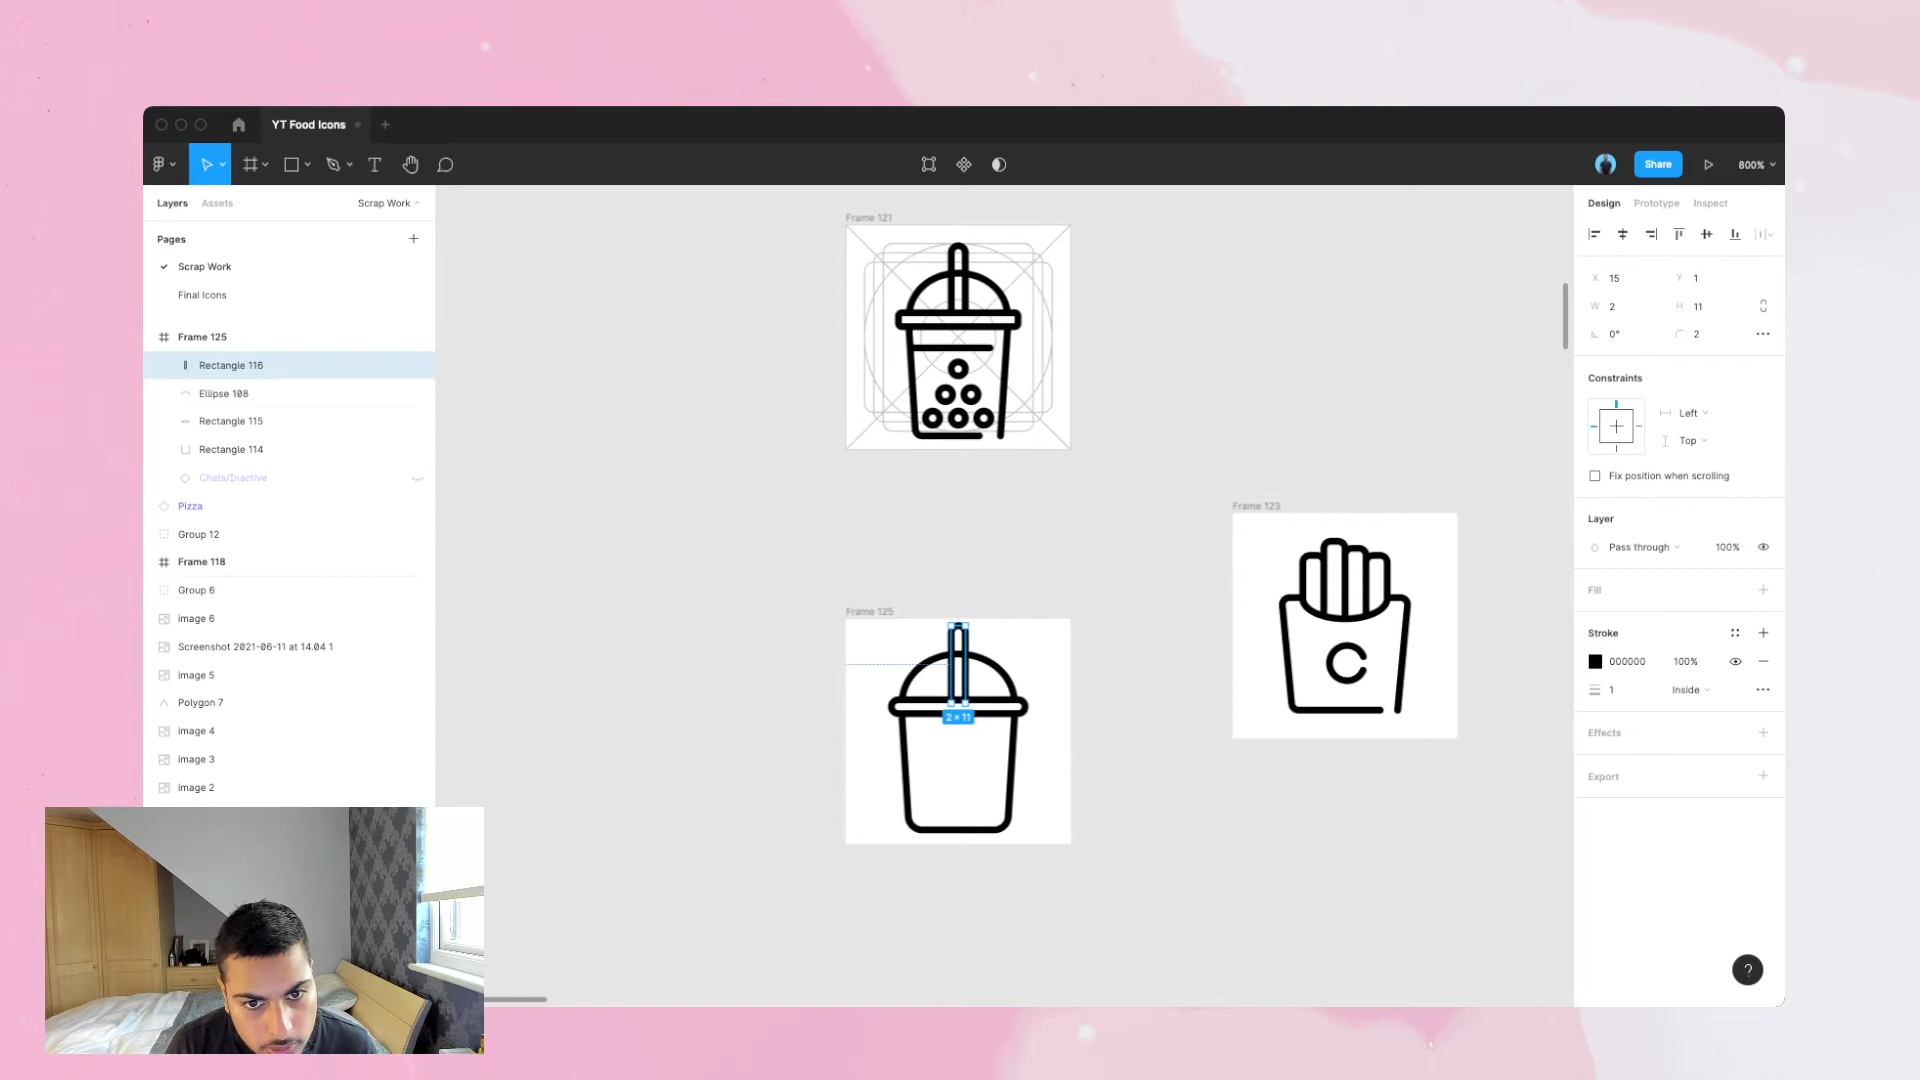 YT Food Icons
Share
800%
Layers
Assets
Scrap Work
Pages
Scrap Work
Final Icons
Frame 125
Rectangle 116
Ellipse 108
Rectangle 115
Rectangle 114
Chats/Inactive
Pizza
Group 12
Frame 118
Group 6
image 6
Screenshot 2021-06-11 at 14.04 1
image 5
Polygon 7
image 4
image 3
image 2
Frame 121
Frame 123
C
Frame 125
2 × 11
Design
Prototype
Inspect
X 15
Y 1
W 2
H 11
0°
2
Constraints
Left
Top
Fix position when scrolling
Layer
Pass through
100%
Fill
Stroke
000000
100%
1
Inside
Effects
Export
?